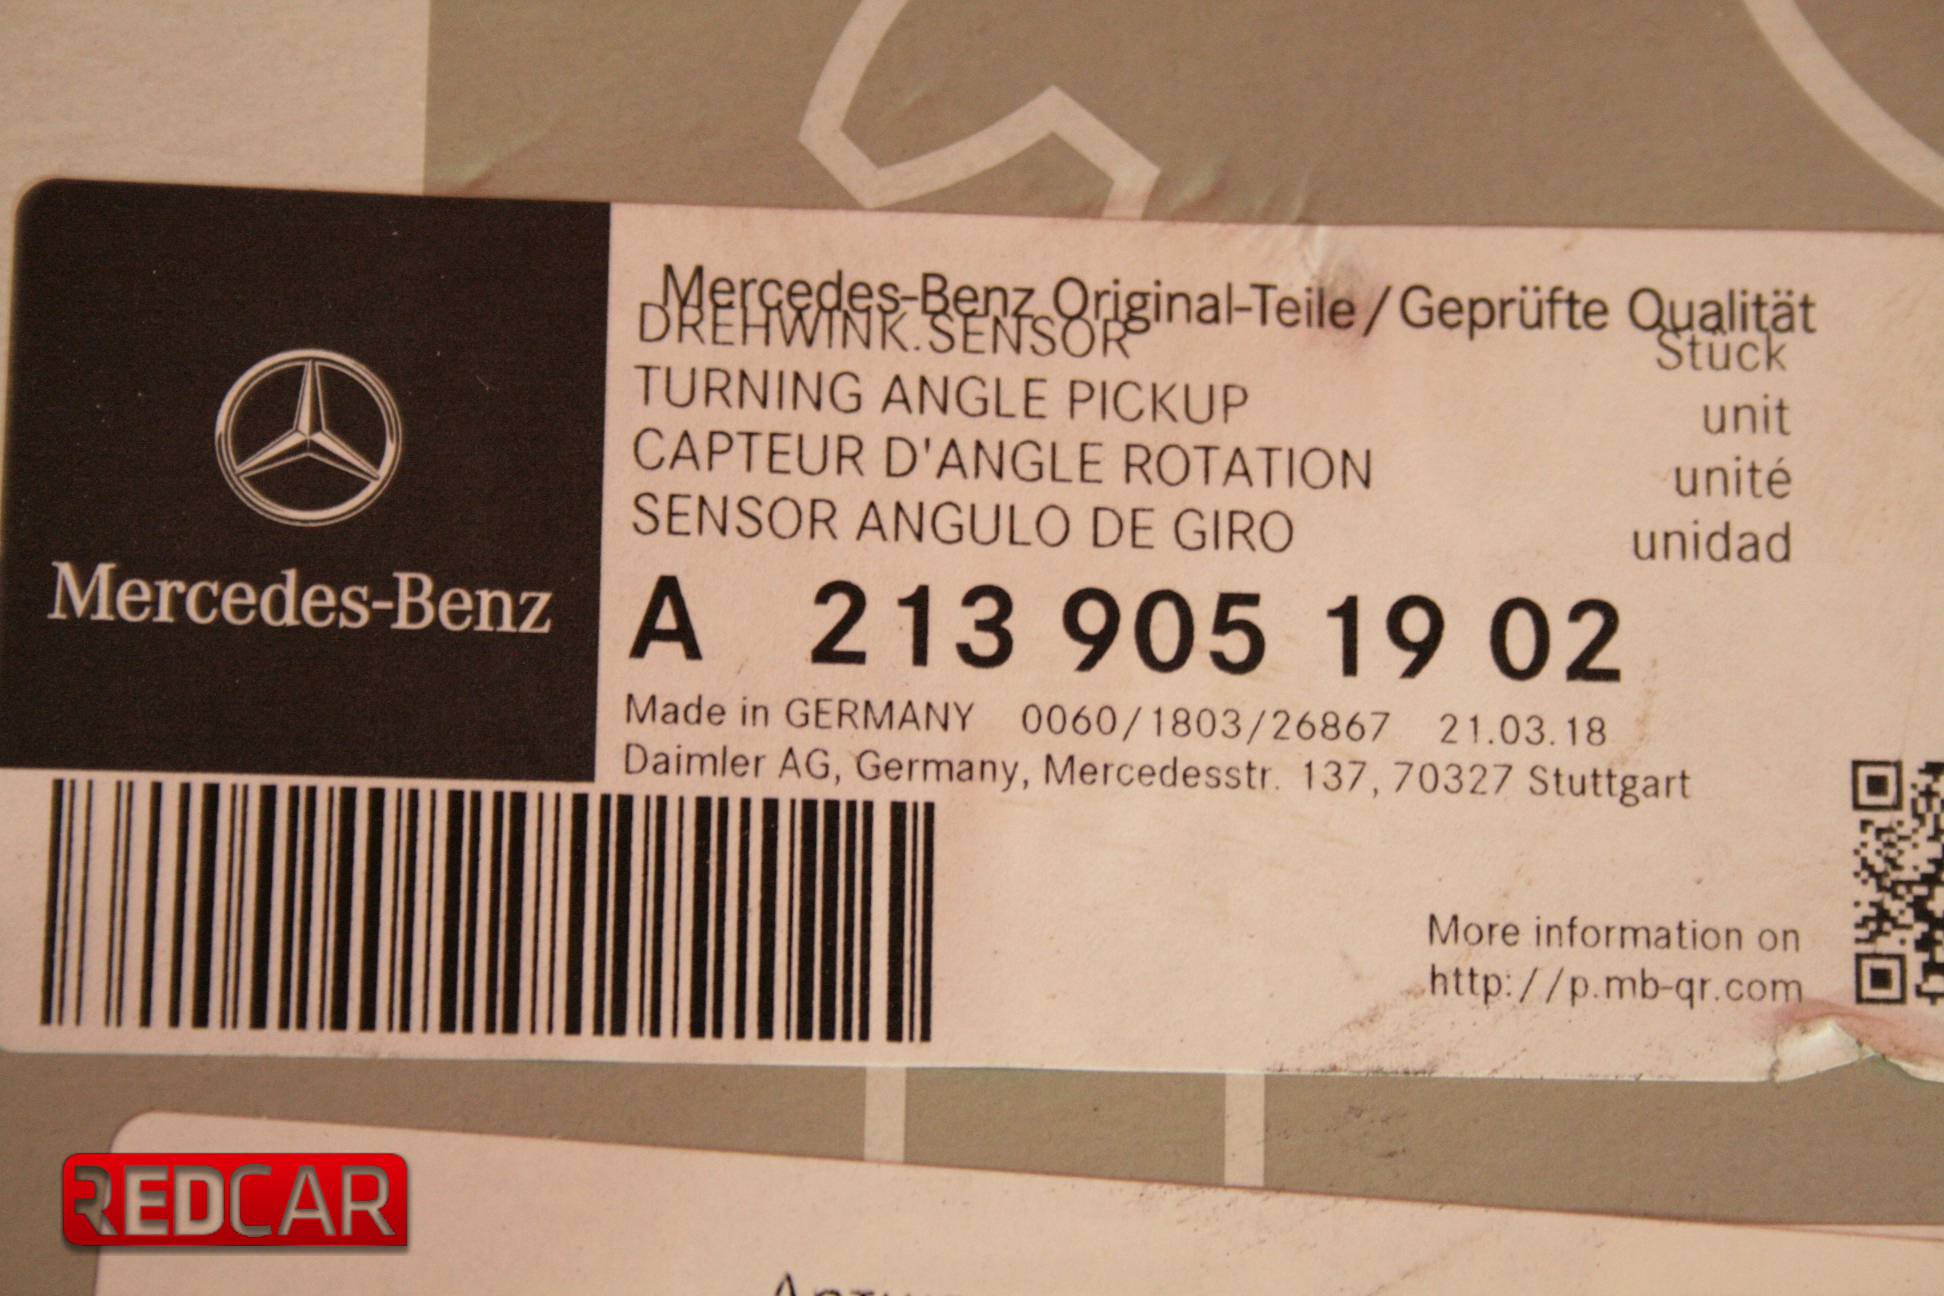 Mercedes-Benz Original-Teile/Geprüfte Qualität
DREHWINK.SENSOR Stück
TURNING ANGLE PICKUP unit
CAPTEUR D'ANGLE ROTATION unité
SENSOR ANGULO DE GIRO unidad
Mercedes-Benz
A 213 905 19 02
Made in GERMANY 0060/1803/26867 21.03.18
Daimler AG, Germany, Mercedesstr. 137, 70327 Stuttgart
More information on
http://p.mb-qr.com
REDCAR